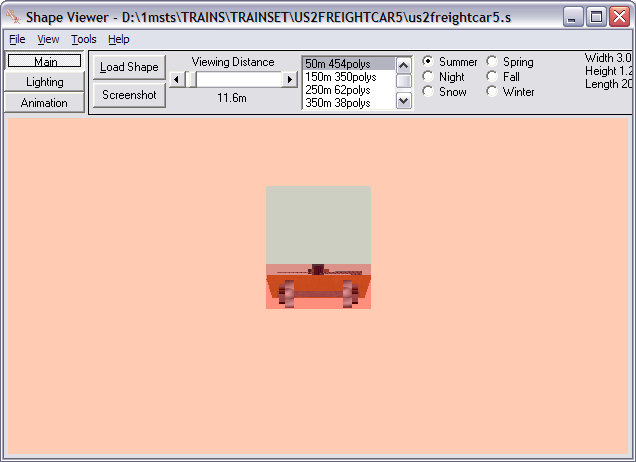 Shape Viewer - D:\1msts\TRAINS\TRAINSET\US2FREIGHTCAR5\us2freightcar5.s
File View Tools Help
Main
Lighting
Animation
Load Shape
Screenshot
Viewing Distance
11.6m
50m 454polys
150m 350polys
250m 62polys
350m 38polys
Summer
Spring
Night
Fall
Snow
Winter
Width 3.0
Height 1.2
Length 20